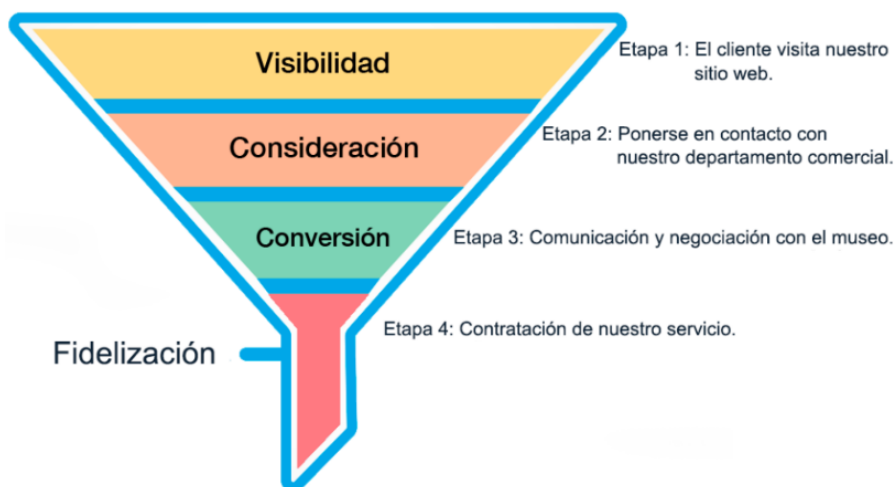 Visibilidad
Etapa 1: El cliente visita nuestro
sitio web.
Consideración
Etapa 2: Ponerse en contacto con
nuestro departamento comercial.
Conversión
Etapa 3: Comunicación y negociación con el museo.
Etapa 4: Contratación de nuestro servicio.
Fidelización